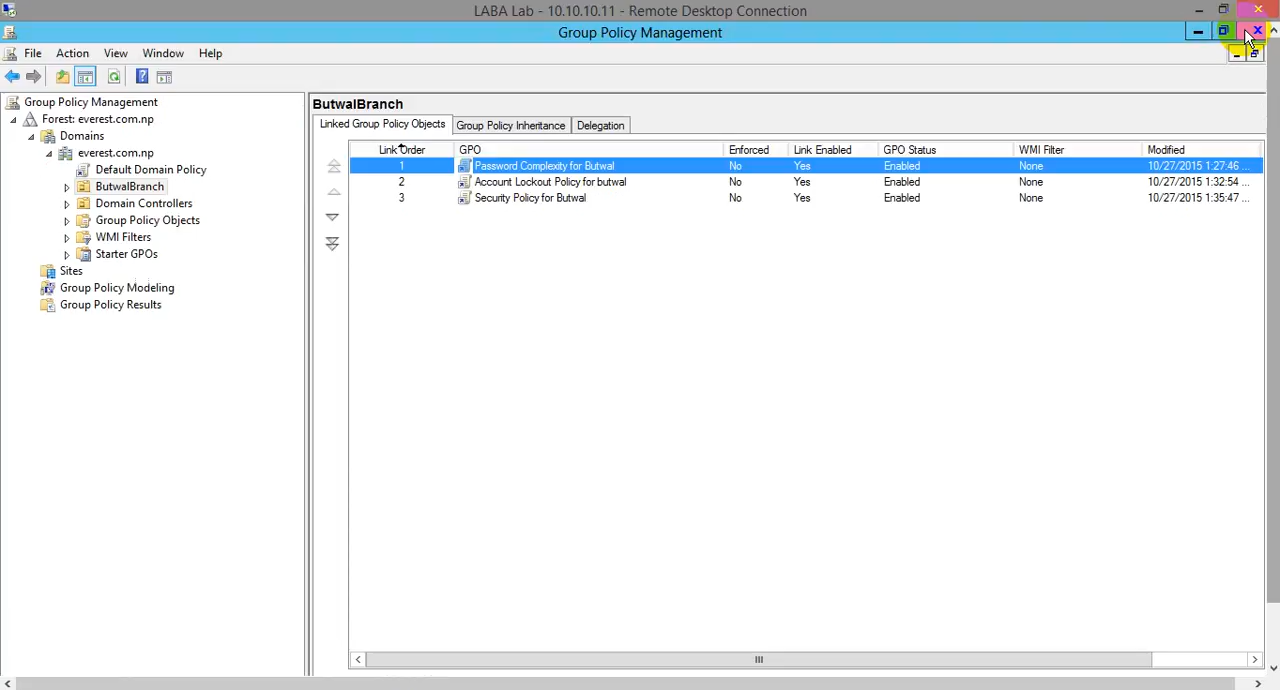 LABA Lab - 10.10.10.11 - Remote Desktop Connection
Group Policy Management
File Action View Window Help
Group Policy Management
Forest: everest.com.np
Domains
everest.com.np
Default Domain Policy
ButwalBranch
Domain Controllers
Group Policy Objects
WMI Filters
Starter GPOs
Sites
Group Policy Modeling
Group Policy Results
ButwalBranch
Linked Group Policy Objects Group Policy Inheritance Delegation
Link Order GPO Enforced Link Enabled GPO Status WMI Filter Modified
1 Password Complexity for Butwal No Yes Enabled None 10/27/2015 1:27:46 ...
2 Account Lockout Policy for butwal No Yes Enabled None 10/27/2015 1:32:54 ...
3 Security Policy for Butwal No Yes Enabled None 10/27/2015 1:35:47 ...